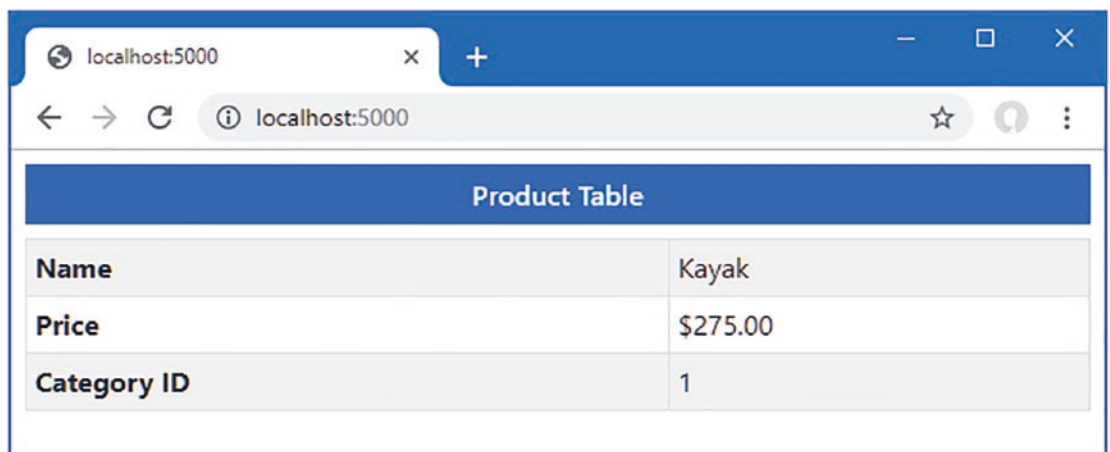 localhost:5000
localhost:5000
Product Table
Name Kayak
Price $275.00
Category ID 1